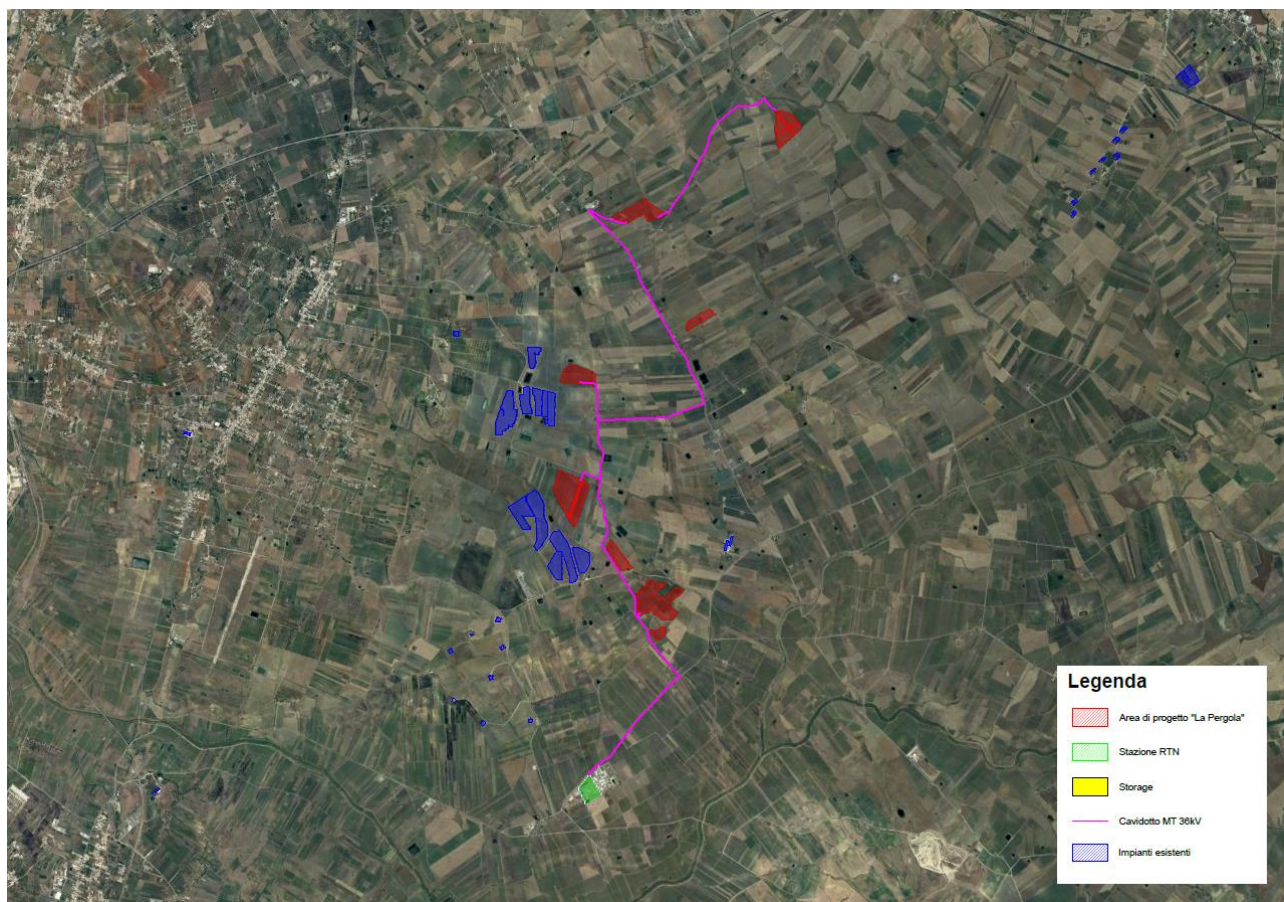 Legenda
Area di progetto "La Pergola"
Stazione RTN
Storage
Cavidotto MT 36kV
Impianti esistenti